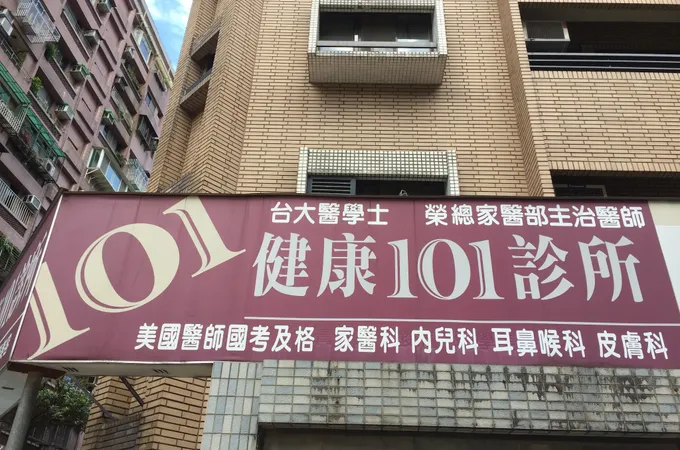 101
台大醫學士 榮總家醫部主治醫師
健康101診所
美國醫師國考及格 家醫科 內兒科 耳鼻喉科 皮膚科